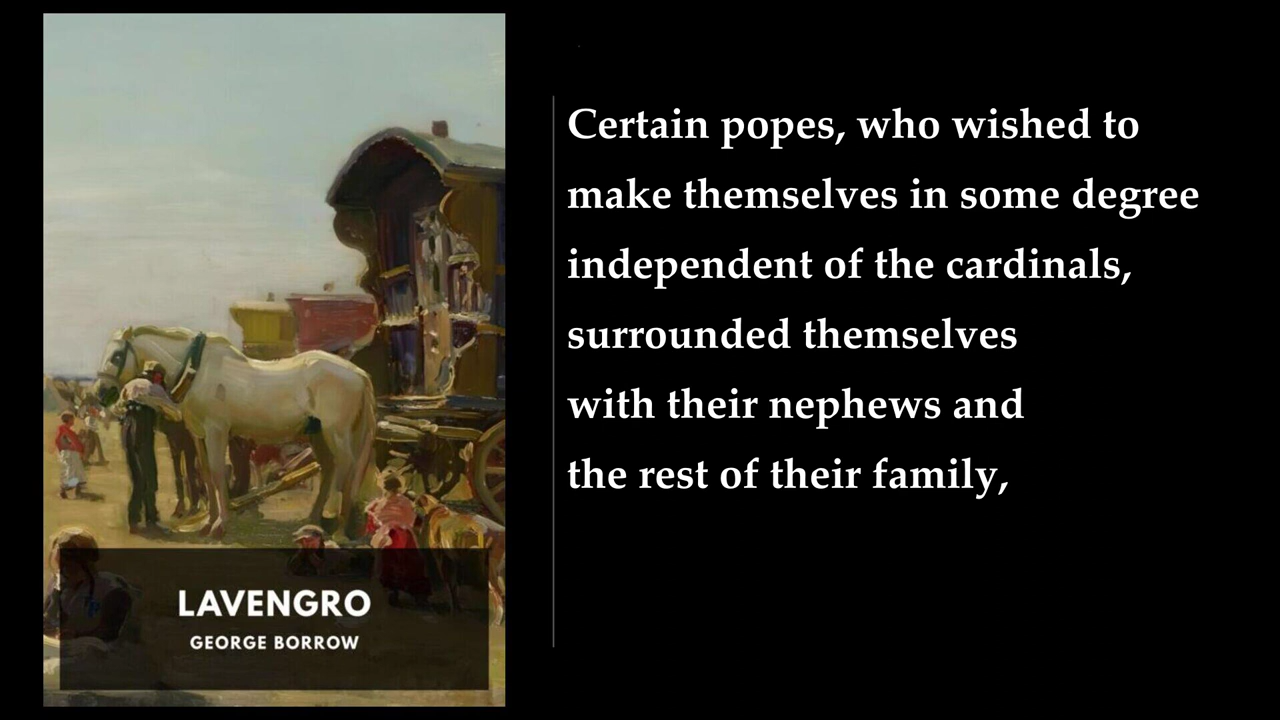 LAVENGRO
GEORGE BORROW
Certain popes, who wished to
make themselves in some degree
independent of the cardinals,
surrounded themselves
with their nephews and
the rest of their family,